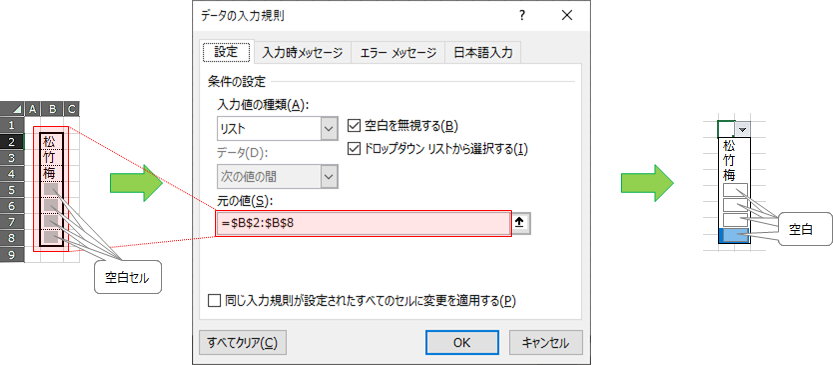 A B C
1
2 松
3 竹
4 梅
5
6
7
8
9
空白セル
データの入力規則
設定 入力時メッセージ エラー メッセージ 日本語入力
条件の設定
入力値の種類(A):
リスト
空白を無視する(B)
データ(D):
ドロップダウン リストから選択する(I)
次の値の間
元の値(S):
=$B$2:$B$8
同じ入力規則が設定されたすべてのセルに変更を適用する(P)
すべてクリア(C) OK キャンセル
松
竹
梅
空白